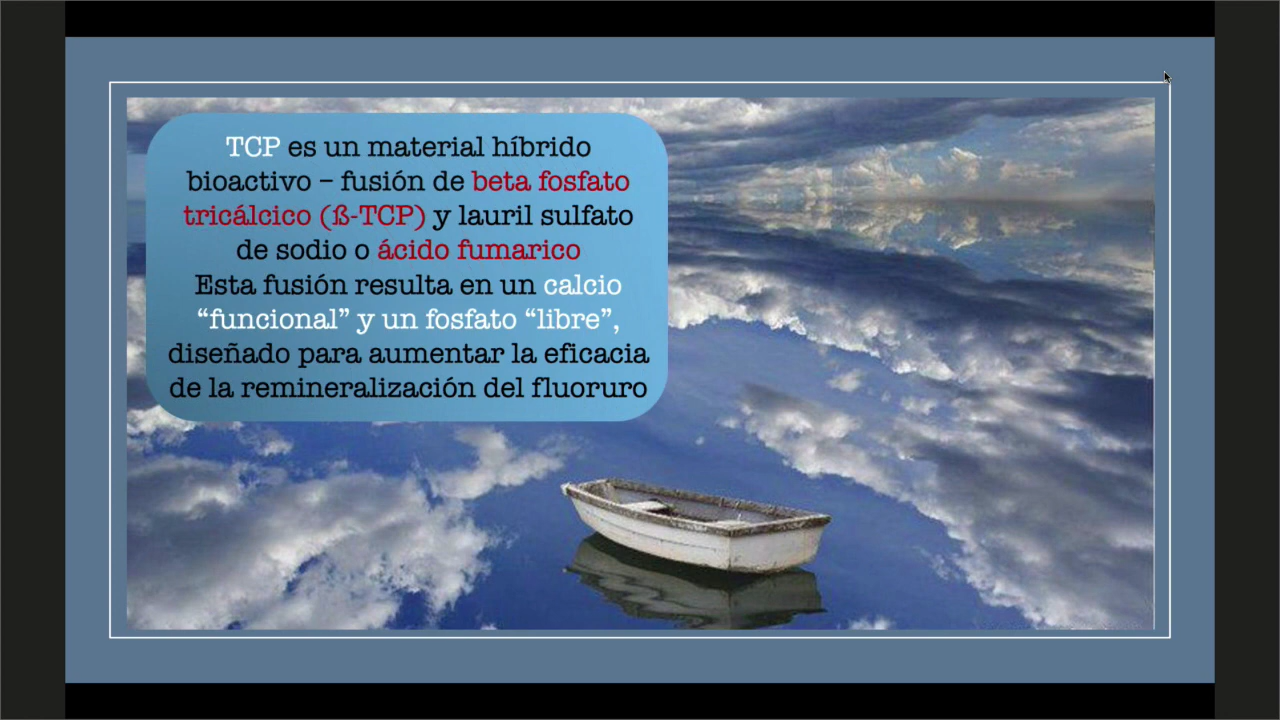 TCP es un material híbrido
bioactivo – fusión de beta fosfato
tricálcico (ß-TCP) y lauril sulfato
de sodio o ácido fumarico
Esta fusión resulta en un calcio
“funcional” y un fosfato “libre”,
diseñado para aumentar la eficacia
de la remineralización del fluoruro